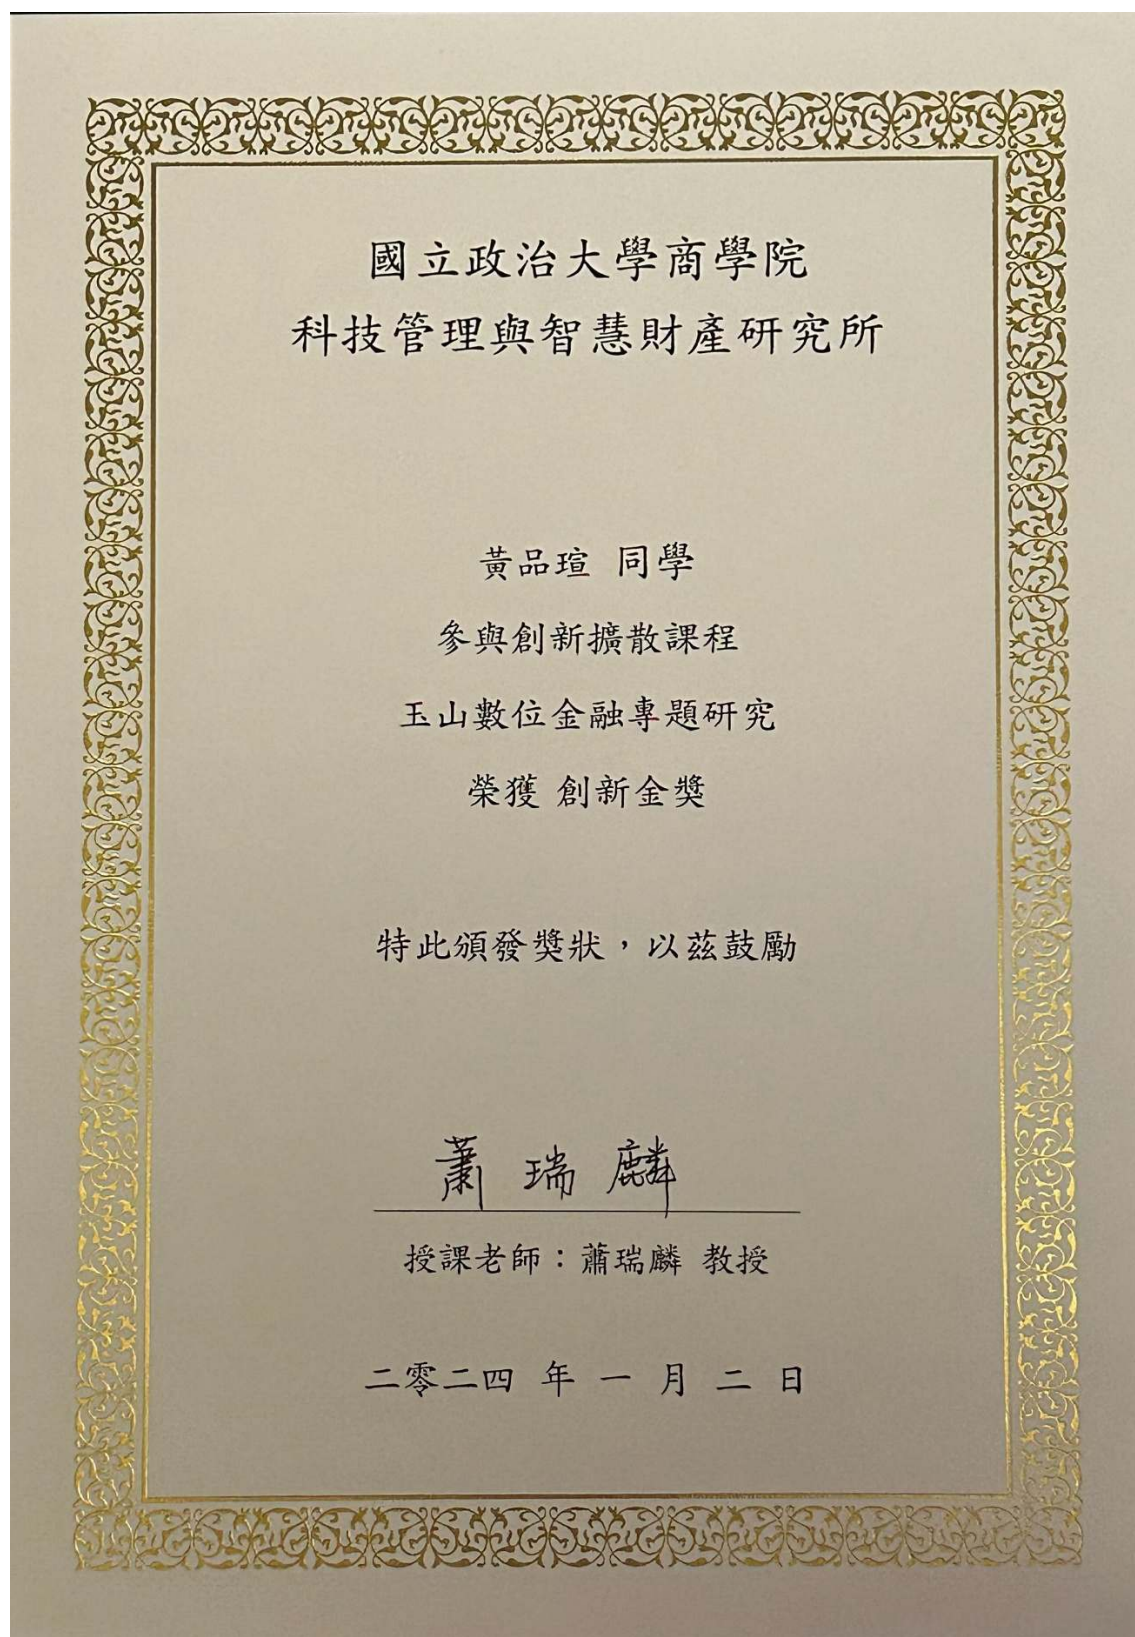 國立政治大學商學院
科技管理與智慧財產研究所
黃品瑄 同學
參與創新擴散課程
玉山數位金融專題研究
榮獲 創新金獎
特此頒發獎狀，以茲鼓勵
蕭瑞麟
授課老師：蕭瑞麟 教授
二零二四 年 一 月 二 日